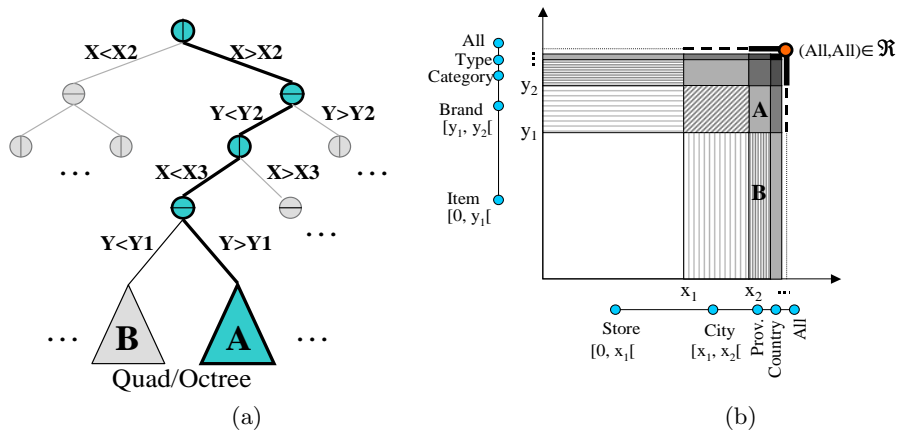 X<X2
X>X2
Y<Y2
Y>Y2
...
X<X3
X>X3
...
...
Y<Y1
Y>Y1
...
B
A
...
Quad/Octree
(a)
All
...
Type
Category
Brand
[y1, y2[
Item
[0, y1[
y2
y1
(All,All)∈ ℜ
A
B
x1
x2
...
Store
[0, x1[
City
[x1, x2[
Prov.
Country
All
(b)